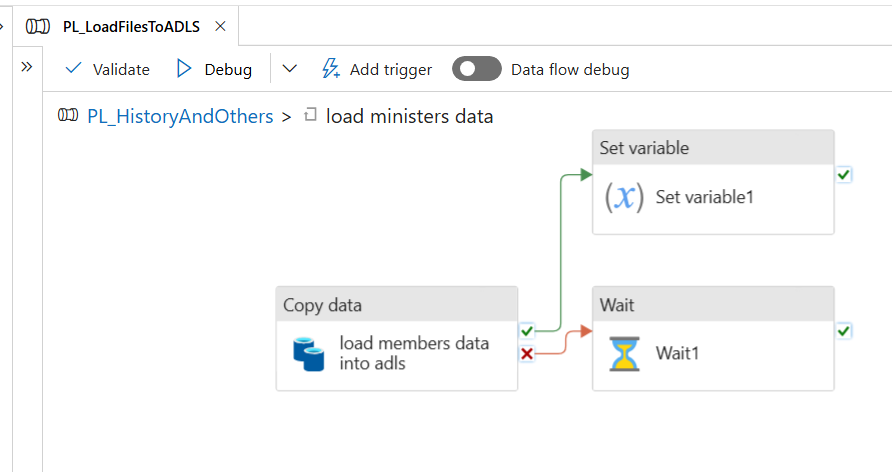 PL_LoadFilesToADLS
Validate Debug Add trigger Data flow debug
PL_HistoryAndOthers > load ministers data
Set variable
(x) Set variable1
Copy data
load members data
into adls
Wait
Wait1